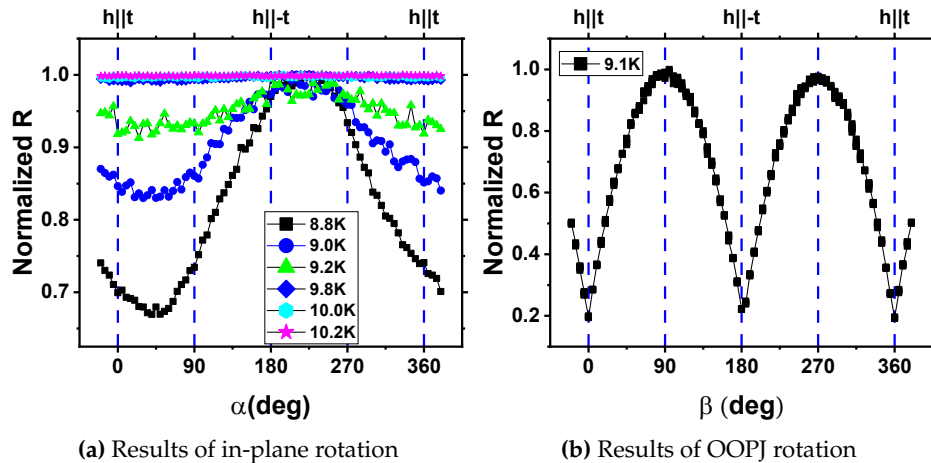 h||t h||-t h||t
1.0
0.9
0.8
0.7
Normalized R
8.8K
9.0K
9.2K
9.8K
10.0K
10.2K
0 90 180 270 360
α(deg)
(a) Results of in-plane rotation
h||t h||-t h||t
9.1K
1.0
0.8
0.6
0.4
0.2
Normalized R
0 90 180 270 360
β (deg)
(b) Results of OOPJ rotation